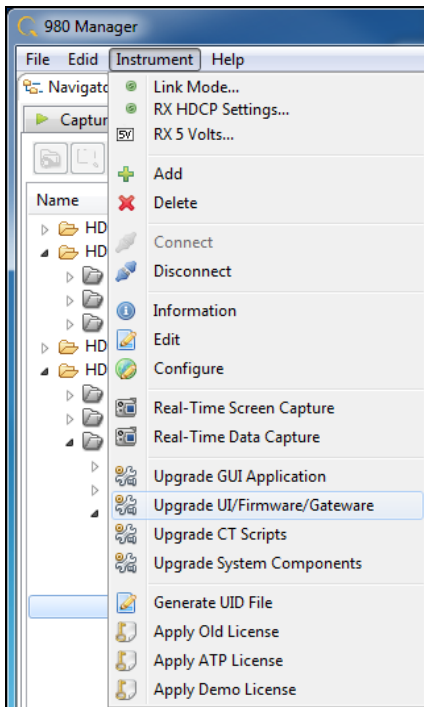 980 Manager
File Edid Instrument Help
Navigato
Link Mode...
RX HDCP Settings...
Captur
5V RX 5 Volts...
Add
Name
Delete
HD
Connect
HD
Disconnect
Information
Edit
HD
Configure
HD
Real-Time Screen Capture
Real-Time Data Capture
Upgrade GUI Application
Upgrade UI/Firmware/Gateware
Upgrade CT Scripts
Upgrade System Components
Generate UID File
Apply Old License
Apply ATP License
Apply Demo License